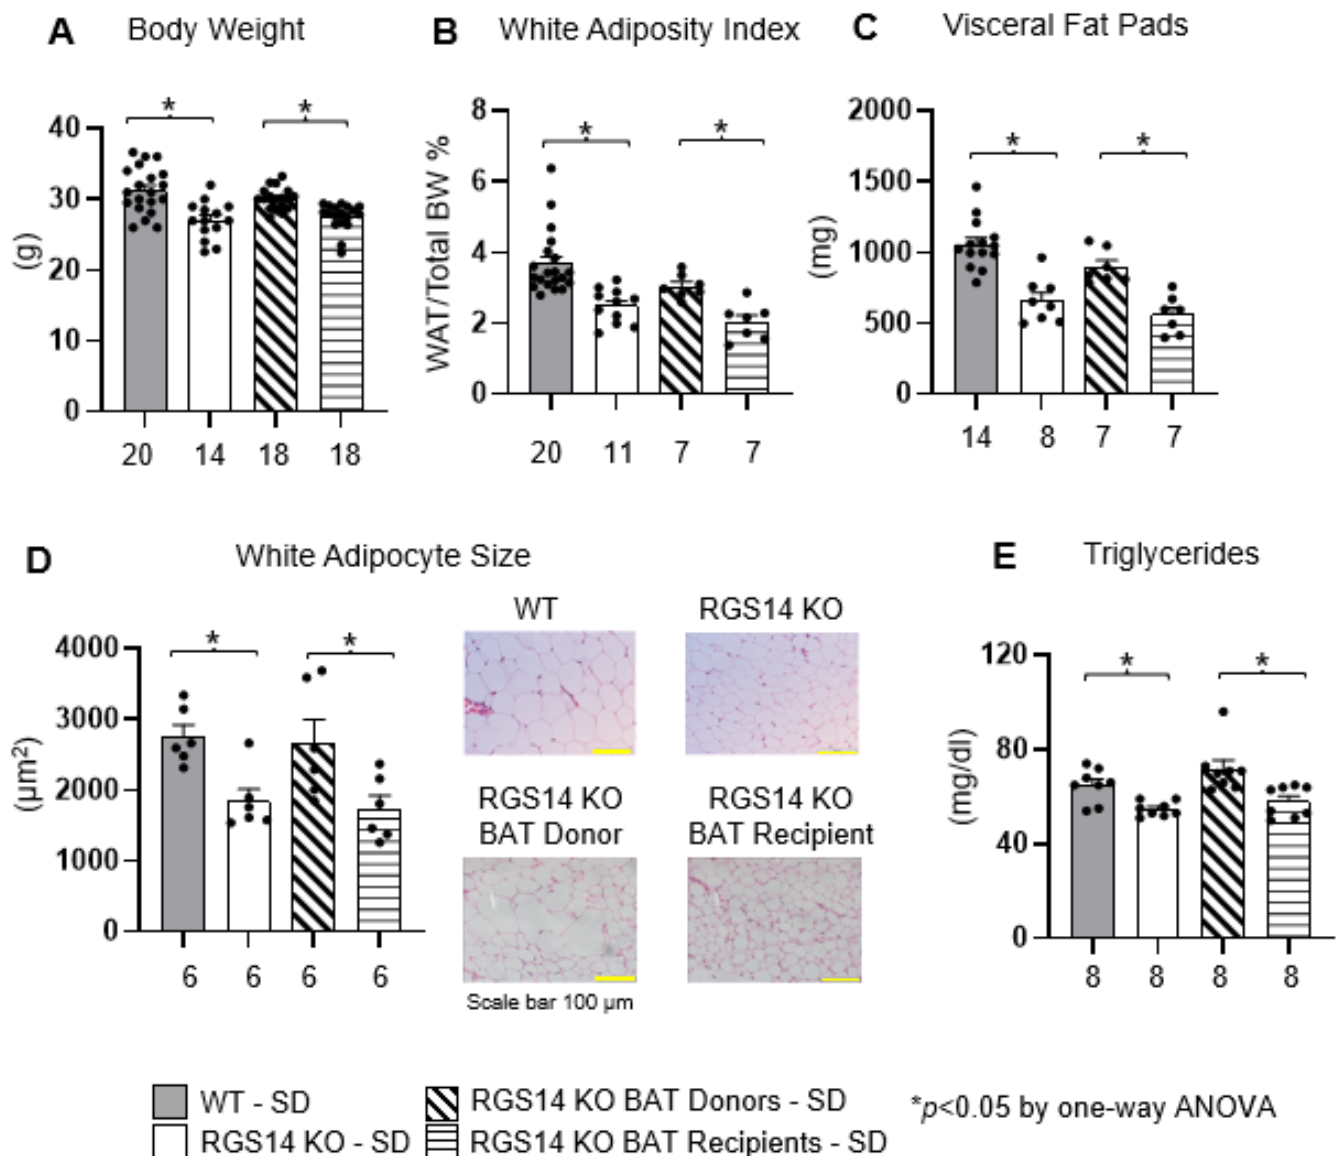 A Body Weight
(g)
40
30
20
10
0
* *
20 14 18 18
B White Adiposity Index
WAT/Total BW %
8
6
4
2
0
* *
20 11 7 7
C Visceral Fat Pads
(mg)
2000
1500
1000
500
0
* *
14 8 7 7
D White Adipocyte Size
(µm²)
4000
3000
2000
1000
0
* *
6 6 6 6
WT
RGS14 KO
RGS14 KO
BAT Donor
RGS14 KO
BAT Recipient
Scale bar 100 µm
E Triglycerides
(mg/dl)
120
80
40
0
* *
8 8 8 8
WT - SD
RGS14 KO - SD
RGS14 KO BAT Donors - SD
RGS14 KO BAT Recipients - SD
*p<0.05 by one-way ANOVA